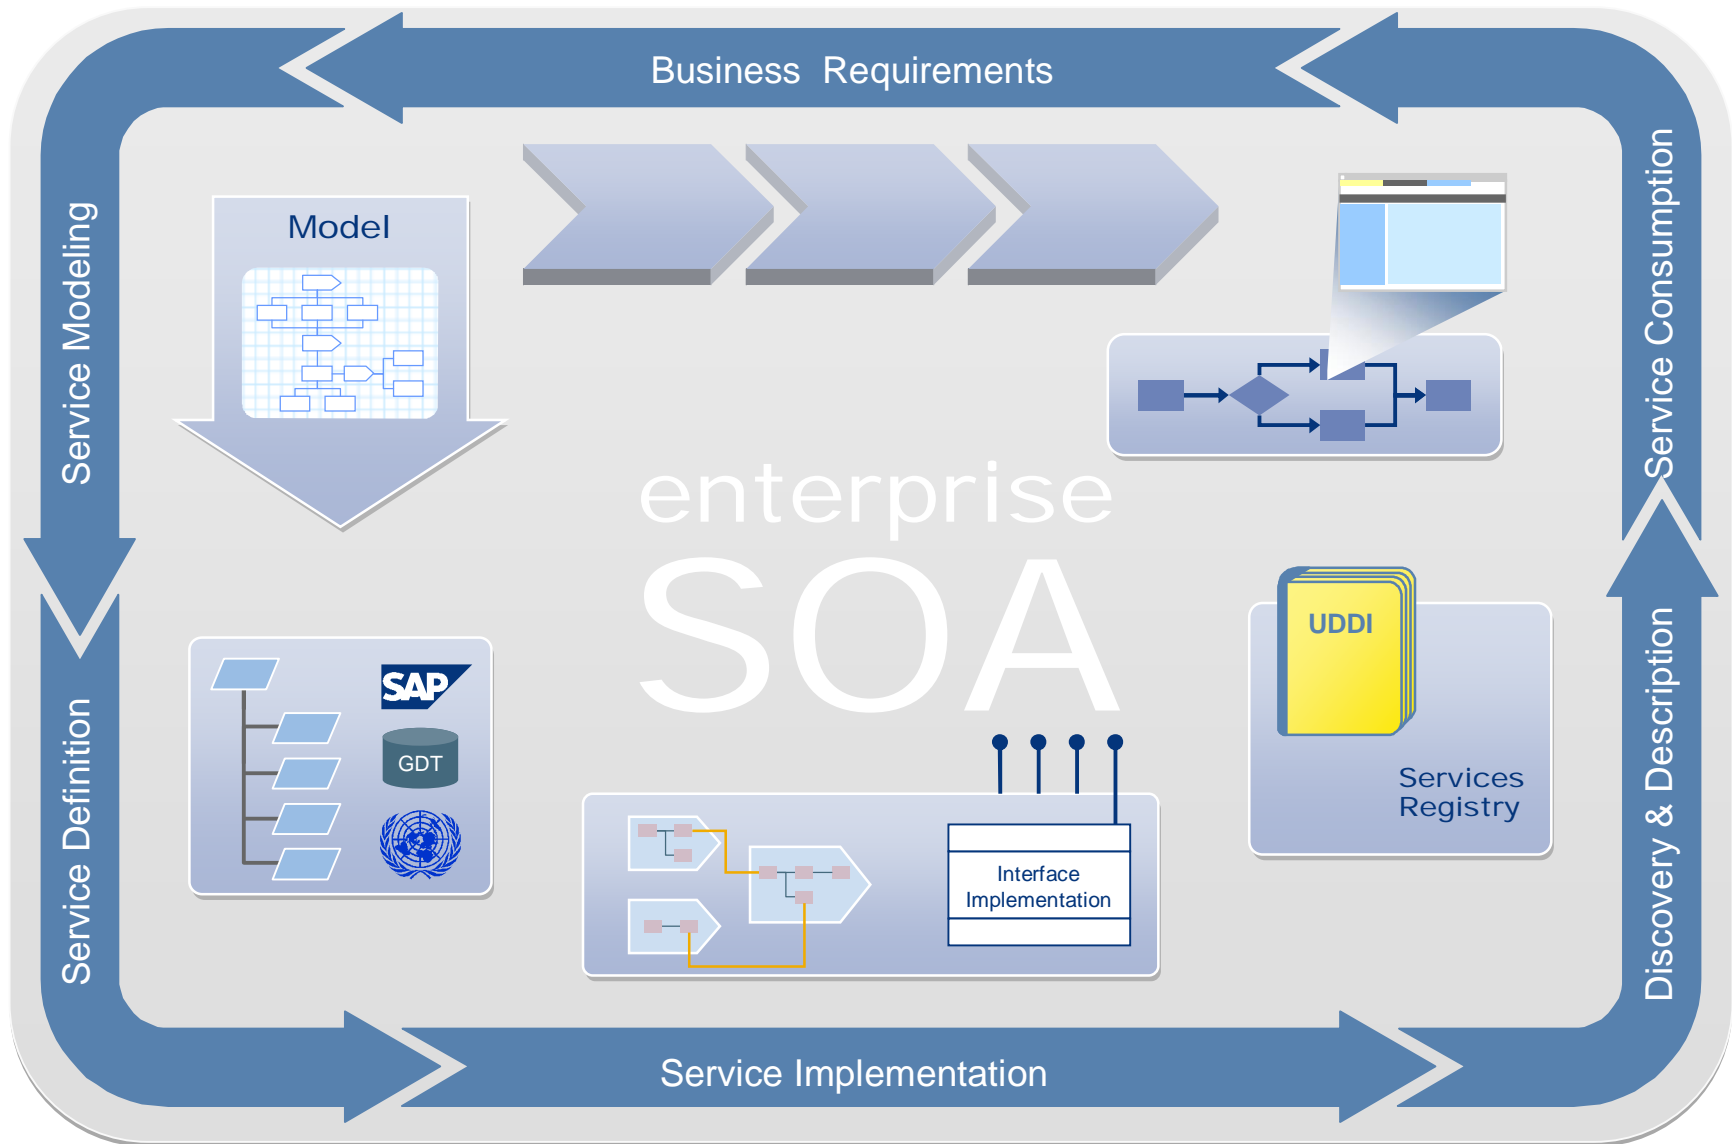 Business Requirements
Service Modeling
Model
Service Consumption
enterprise
SOA
UDDI
Services
Registry
Service Definition
SAP
GDT
Interface
Implementation
Discovery & Description
Service Implementation